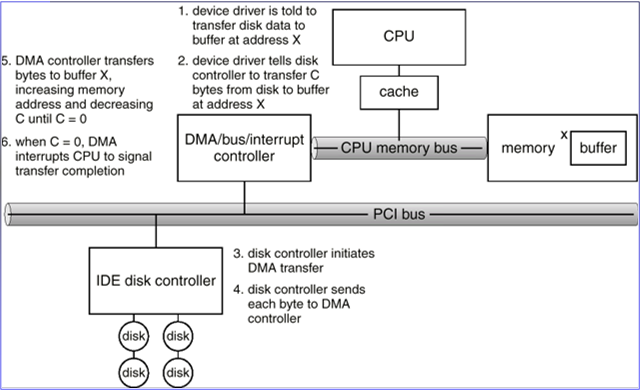 1. device driver is told to
transfer disk data to
buffer at address X
2. device driver tells disk
controller to transfer C
bytes from disk to buffer
at address X
5. DMA controller transfers
bytes to buffer X,
increasing memory
address and decreasing
C until C = 0
6. when C = 0, DMA
interrupts CPU to signal
transfer completion
CPU
cache
DMA/bus/interrupt
controller
CPU memory bus
memory
X
buffer
PCI bus
IDE disk controller
3. disk controller initiates
DMA transfer
4. disk controller sends
each byte to DMA
controller
disk disk
disk disk